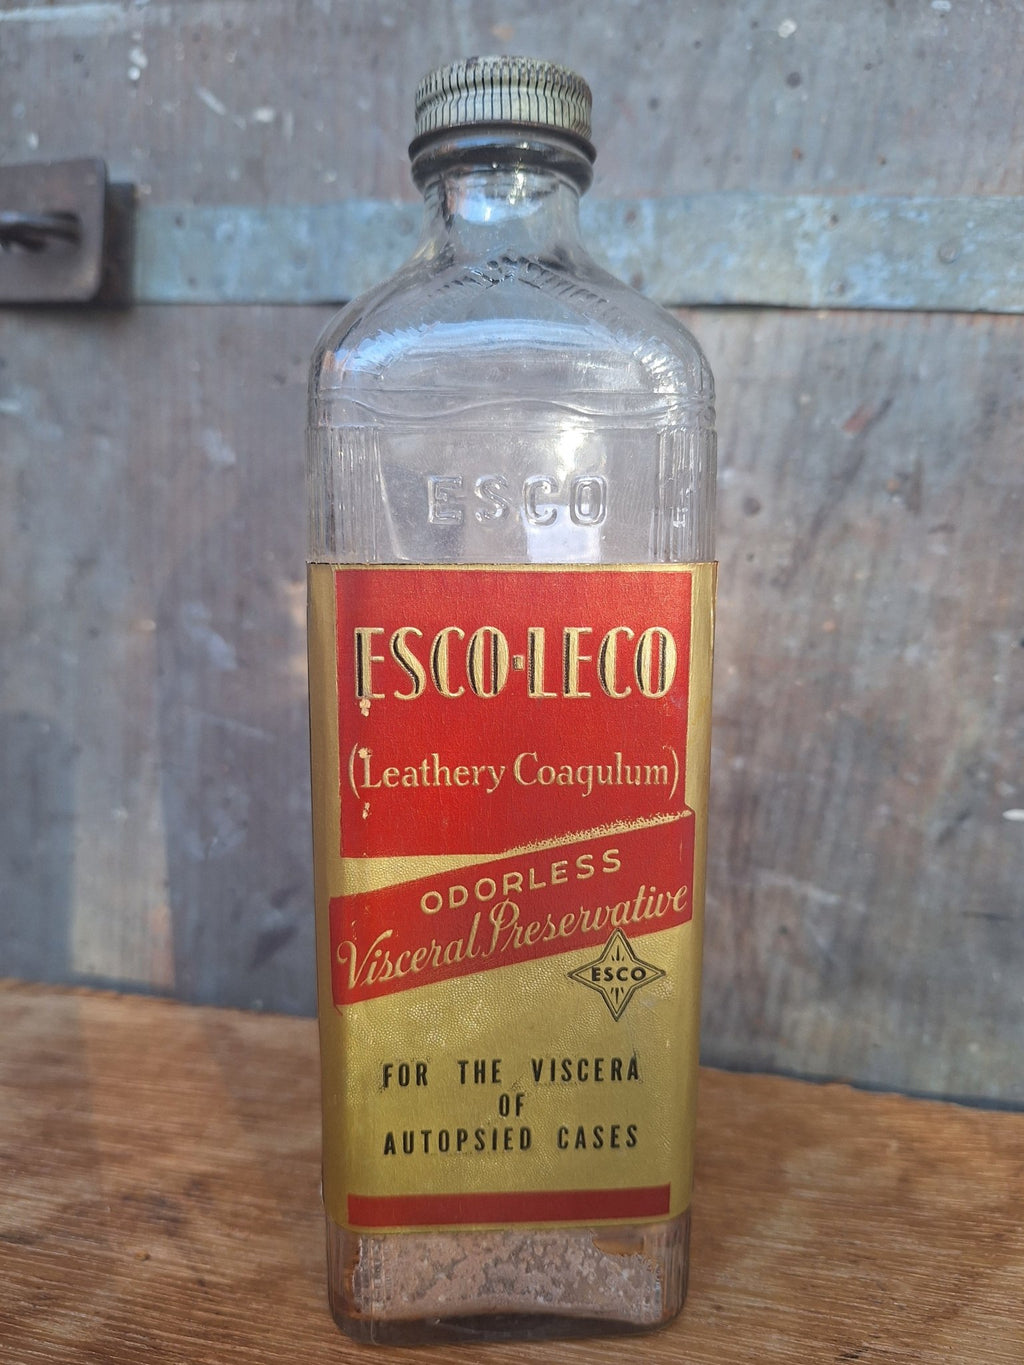 ESCO
ESCO-LECO
(Leathery Coagulum)
ODORLESS
Visceral Preservative
ESCO
FOR THE VISCERA
OF
AUTOPSIED CASES